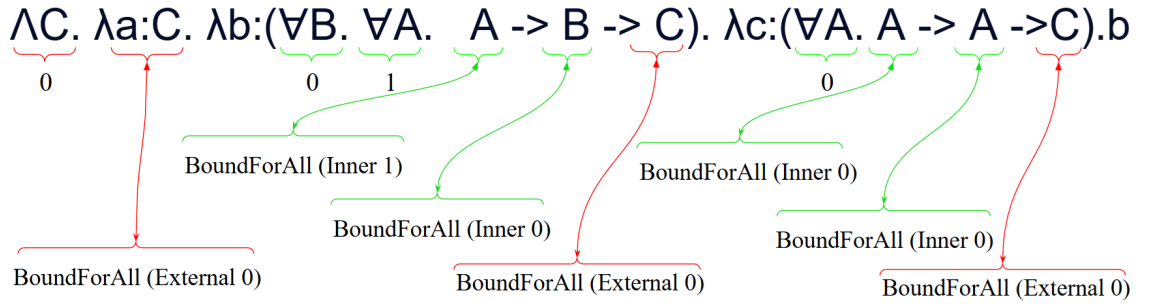 ΛC. λa:C. λb:(∀B. ∀A. A -> B -> C). λc:(∀A. A -> A ->C).b
0 0 1 0
BoundForAll (Inner 1) BoundForAll (Inner 0)
BoundForAll (Inner 0) BoundForAll (Inner 0)
BoundForAll (External 0) BoundForAll (External 0) BoundForAll (External 0)